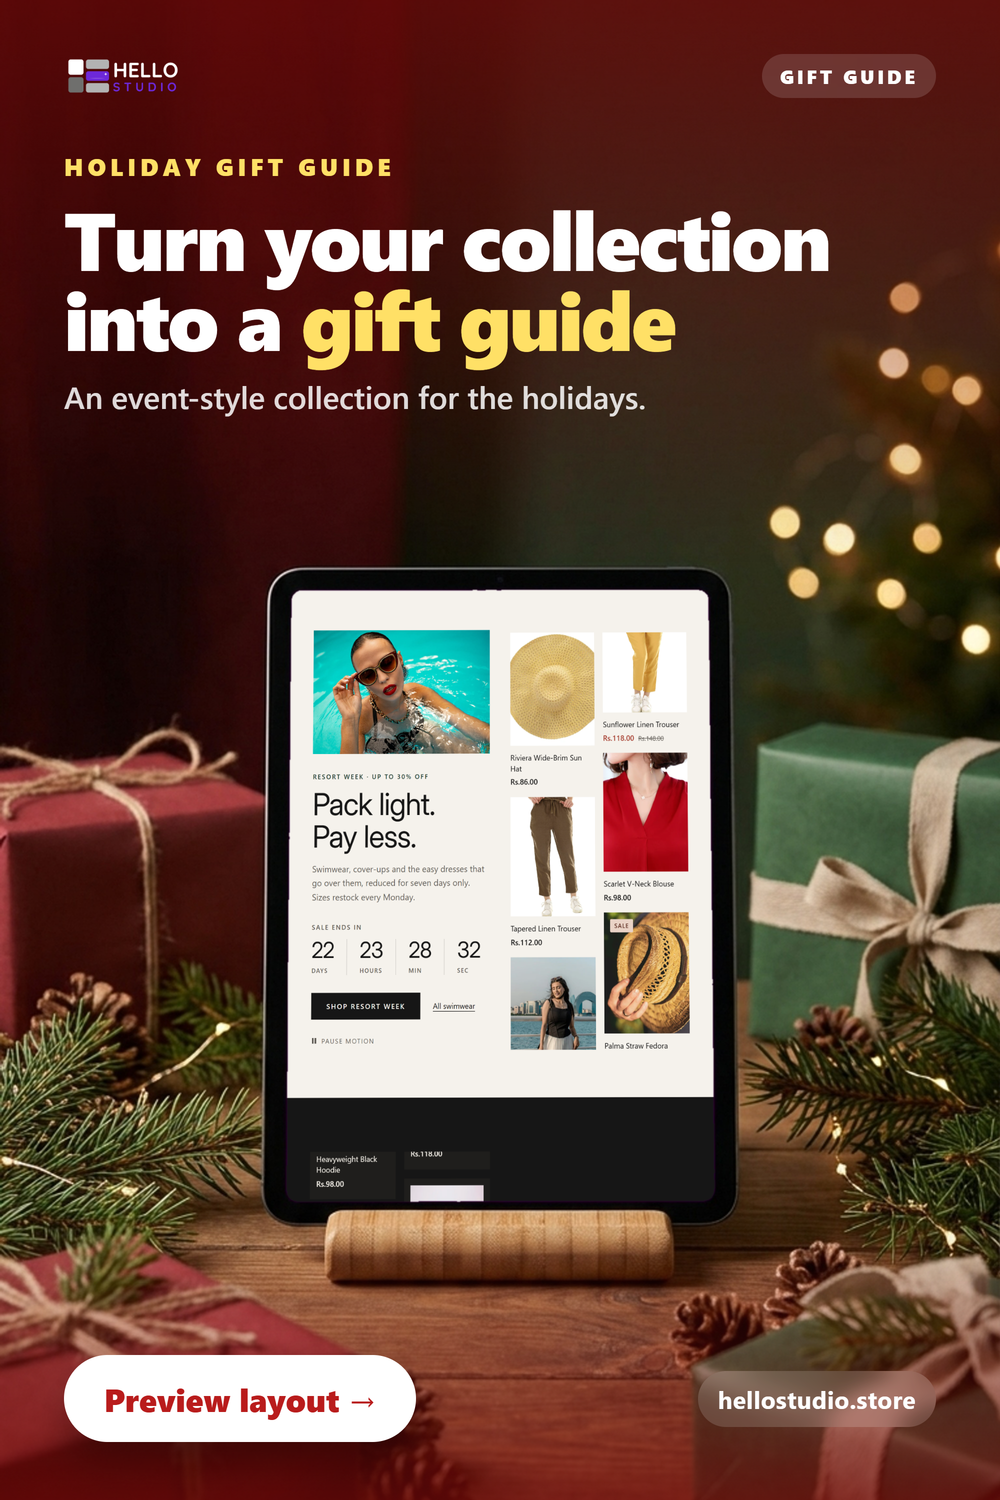 HELLO
STUDIO
GIFT GUIDE
HOLIDAY GIFT GUIDE
Turn your collection
into a gift guide
An event-style collection for the holidays.
RESORT WEEK · UP TO 30% OFF
Pack light.
Pay less.
Swimwear, cover-ups and the easy dresses that
go over them, reduced for seven days only.
Sizes restock every Monday.
SALE ENDS IN
22 23 28 32
DAYS HOURS MIN SEC
SHOP RESORT WEEK
All swimwear
PAUSE MOTION
Riviera Wide-Brim Sun
Hat
Rs.86.00
Tapered Linen Trouser
Rs.112.00
Sunflower Linen Trouser
Rs.118.00 Rs.148.00
Scarlet V-Neck Blouse
Rs.98.00
SALE
Palma Straw Fedora
Heavyweight Black
Hoodie
Rs.98.00
Rs.118.00
Preview layout →
hellostudio.store